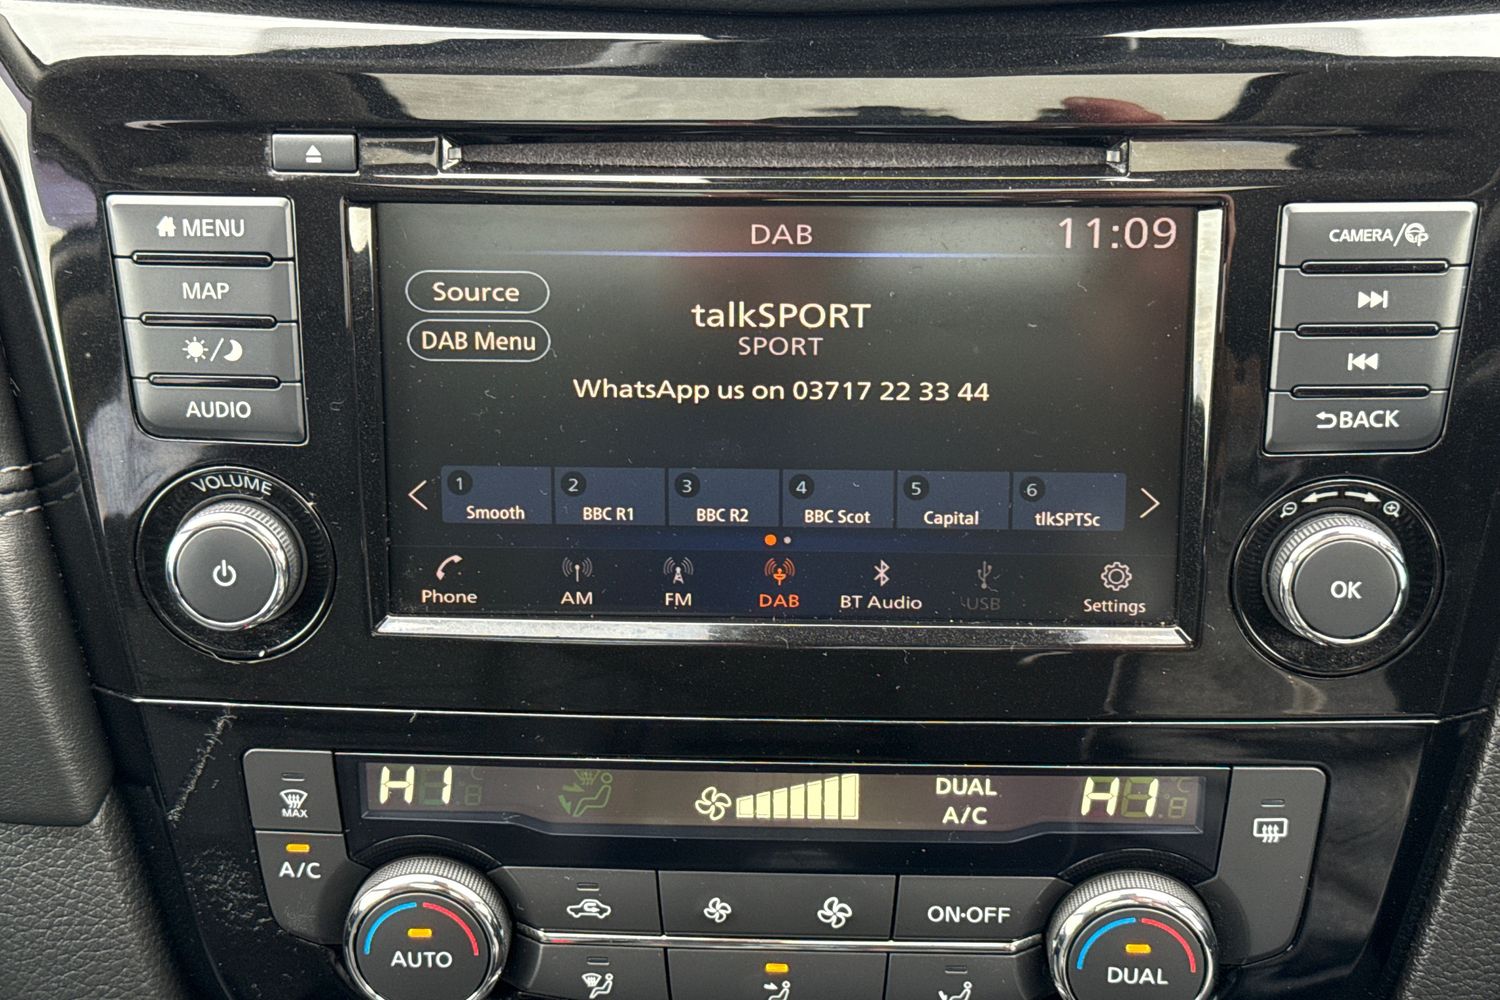 MENU
MAP
AUDIO
VOLUME
DAB
11:09
Source
DAB Menu
talkSPORT
SPORT
WhatsApp us on 03717 22 33 44
1
Smooth
2
BBC R1
3
BBC R2
4
BBC Scot
5
Capital
6
tlkSPTSc
Phone
AM
FM
DAB
BT Audio
USB
Settings
CAMERA/
BACK
OK
MAX
A/C
HI
DUAL
A/C
HI
AUTO
ON·OFF
DUAL